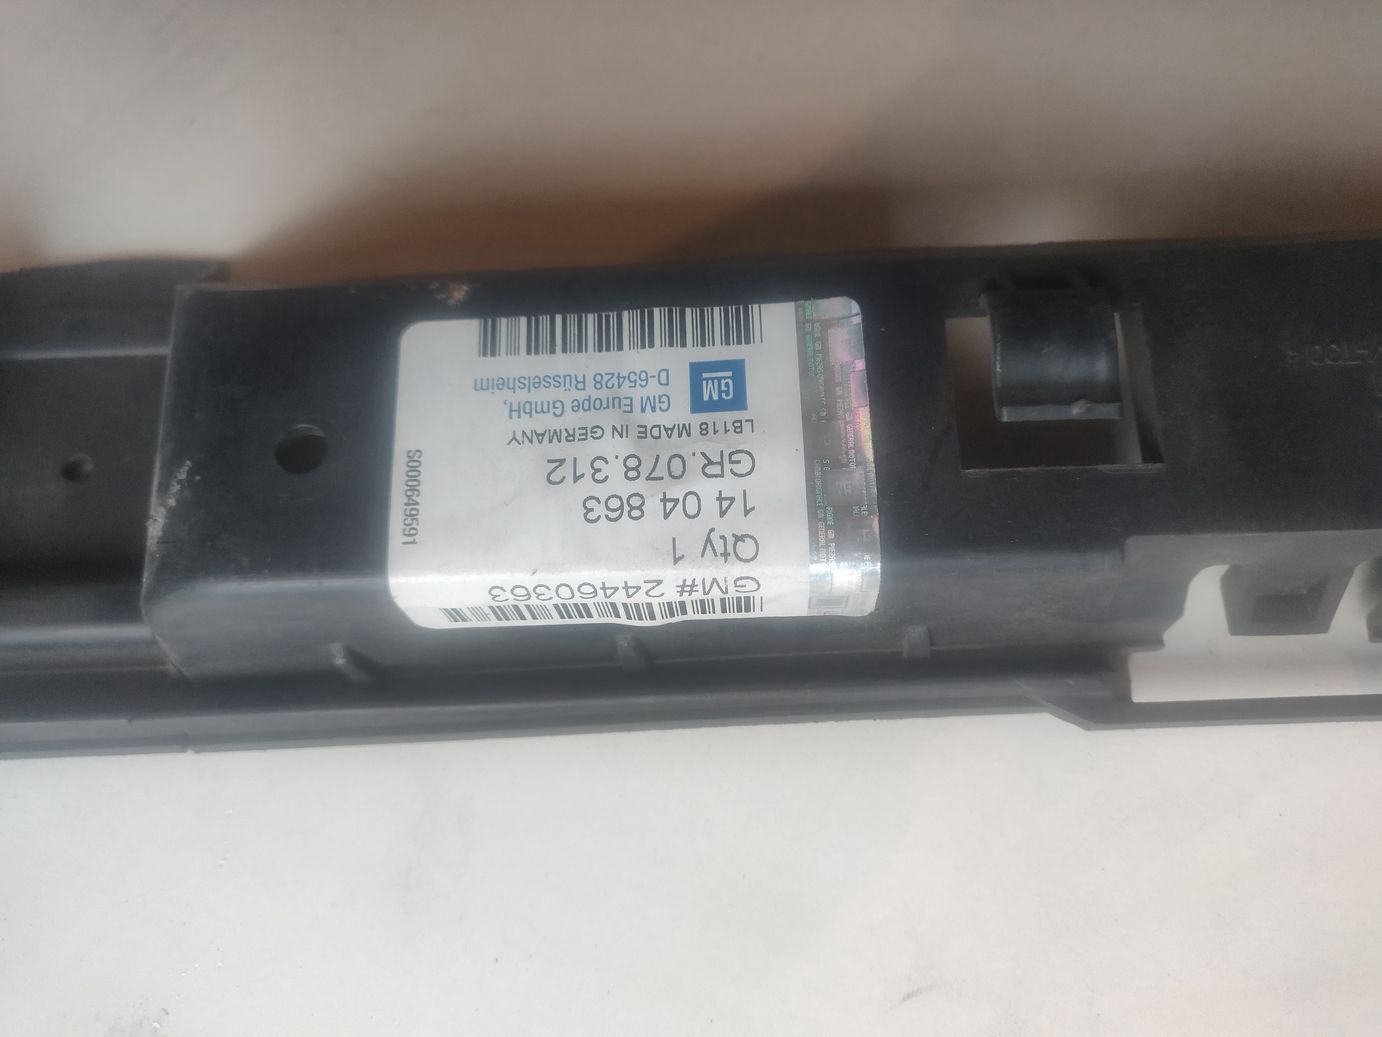 GM# 24460363
Qty 1
14 04 863
GR.078.312
LB118 MADE IN GERMANY
GM
GM Europe GmbH,
D-65428 Rüsselsheim
S000649591